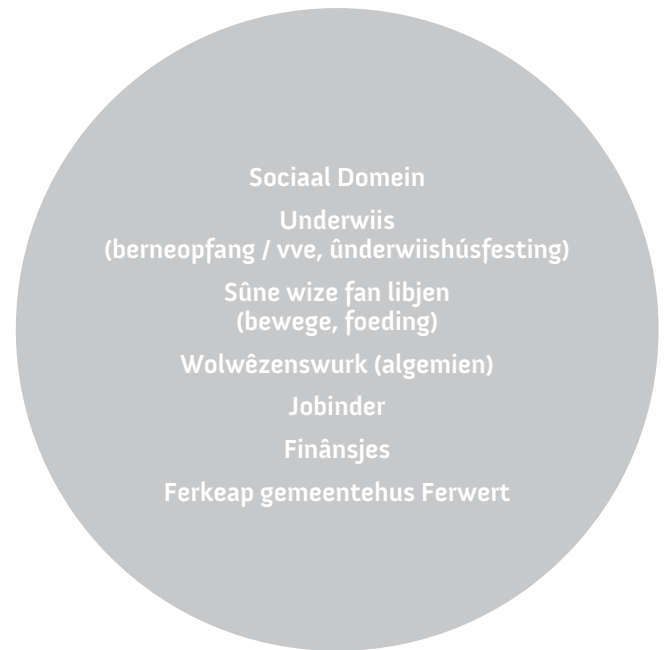 Sociaal Domein
Underwiis
(berneopfang / vve, ûnderwiishúsfesting)
Sûne wize fan libjen
(bewege, foeding)
Wolwêzenswurk (algemien)
Jobinder
Finânsjes
Ferkeap gemeentehus Ferwert